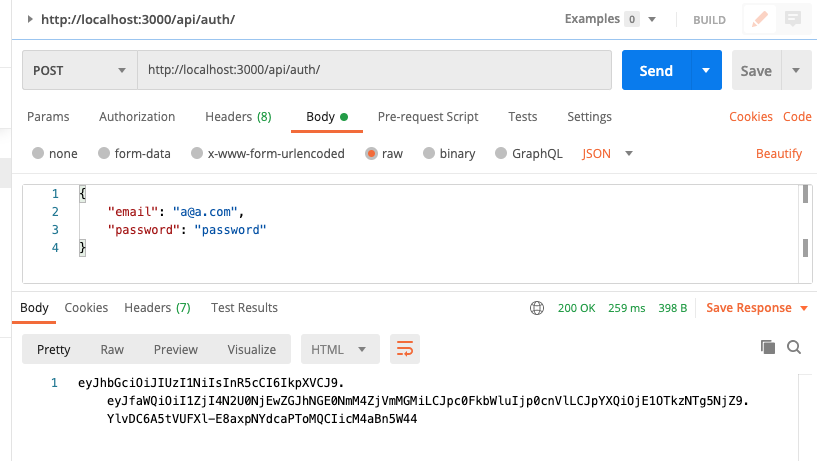 http://localhost:3000/api/auth/ Examples 0 BUILD
POST http://localhost:3000/api/auth/ Send Save
Params Authorization Headers (8) Body Pre-request Script Tests Settings Cookies Code
none form-data x-www-form-urlencoded raw binary GraphQL JSON Beautify
1 {
2 "email": "a@a.com",
3 "password": "password"
4 }
Body Cookies Headers (7) Test Results 200 OK 259 ms 398 B Save Response
Pretty Raw Preview Visualize HTML
1 eyJhbGciOiJIUzI1NiIsInR5cCI6IkpXVCJ9.
eyJfaWQiOiI1ZjI4N2U0NjEwZGJhNGE0NmM4ZjVmMGMiLCJpc0FkbWluIjp0cnVlLCJpYXQiOjE1OTkzNTg5NjZ9.
YlvDC6A5tVUFXl-E8axpNYdcaPToMQCIicM4aBn5W44